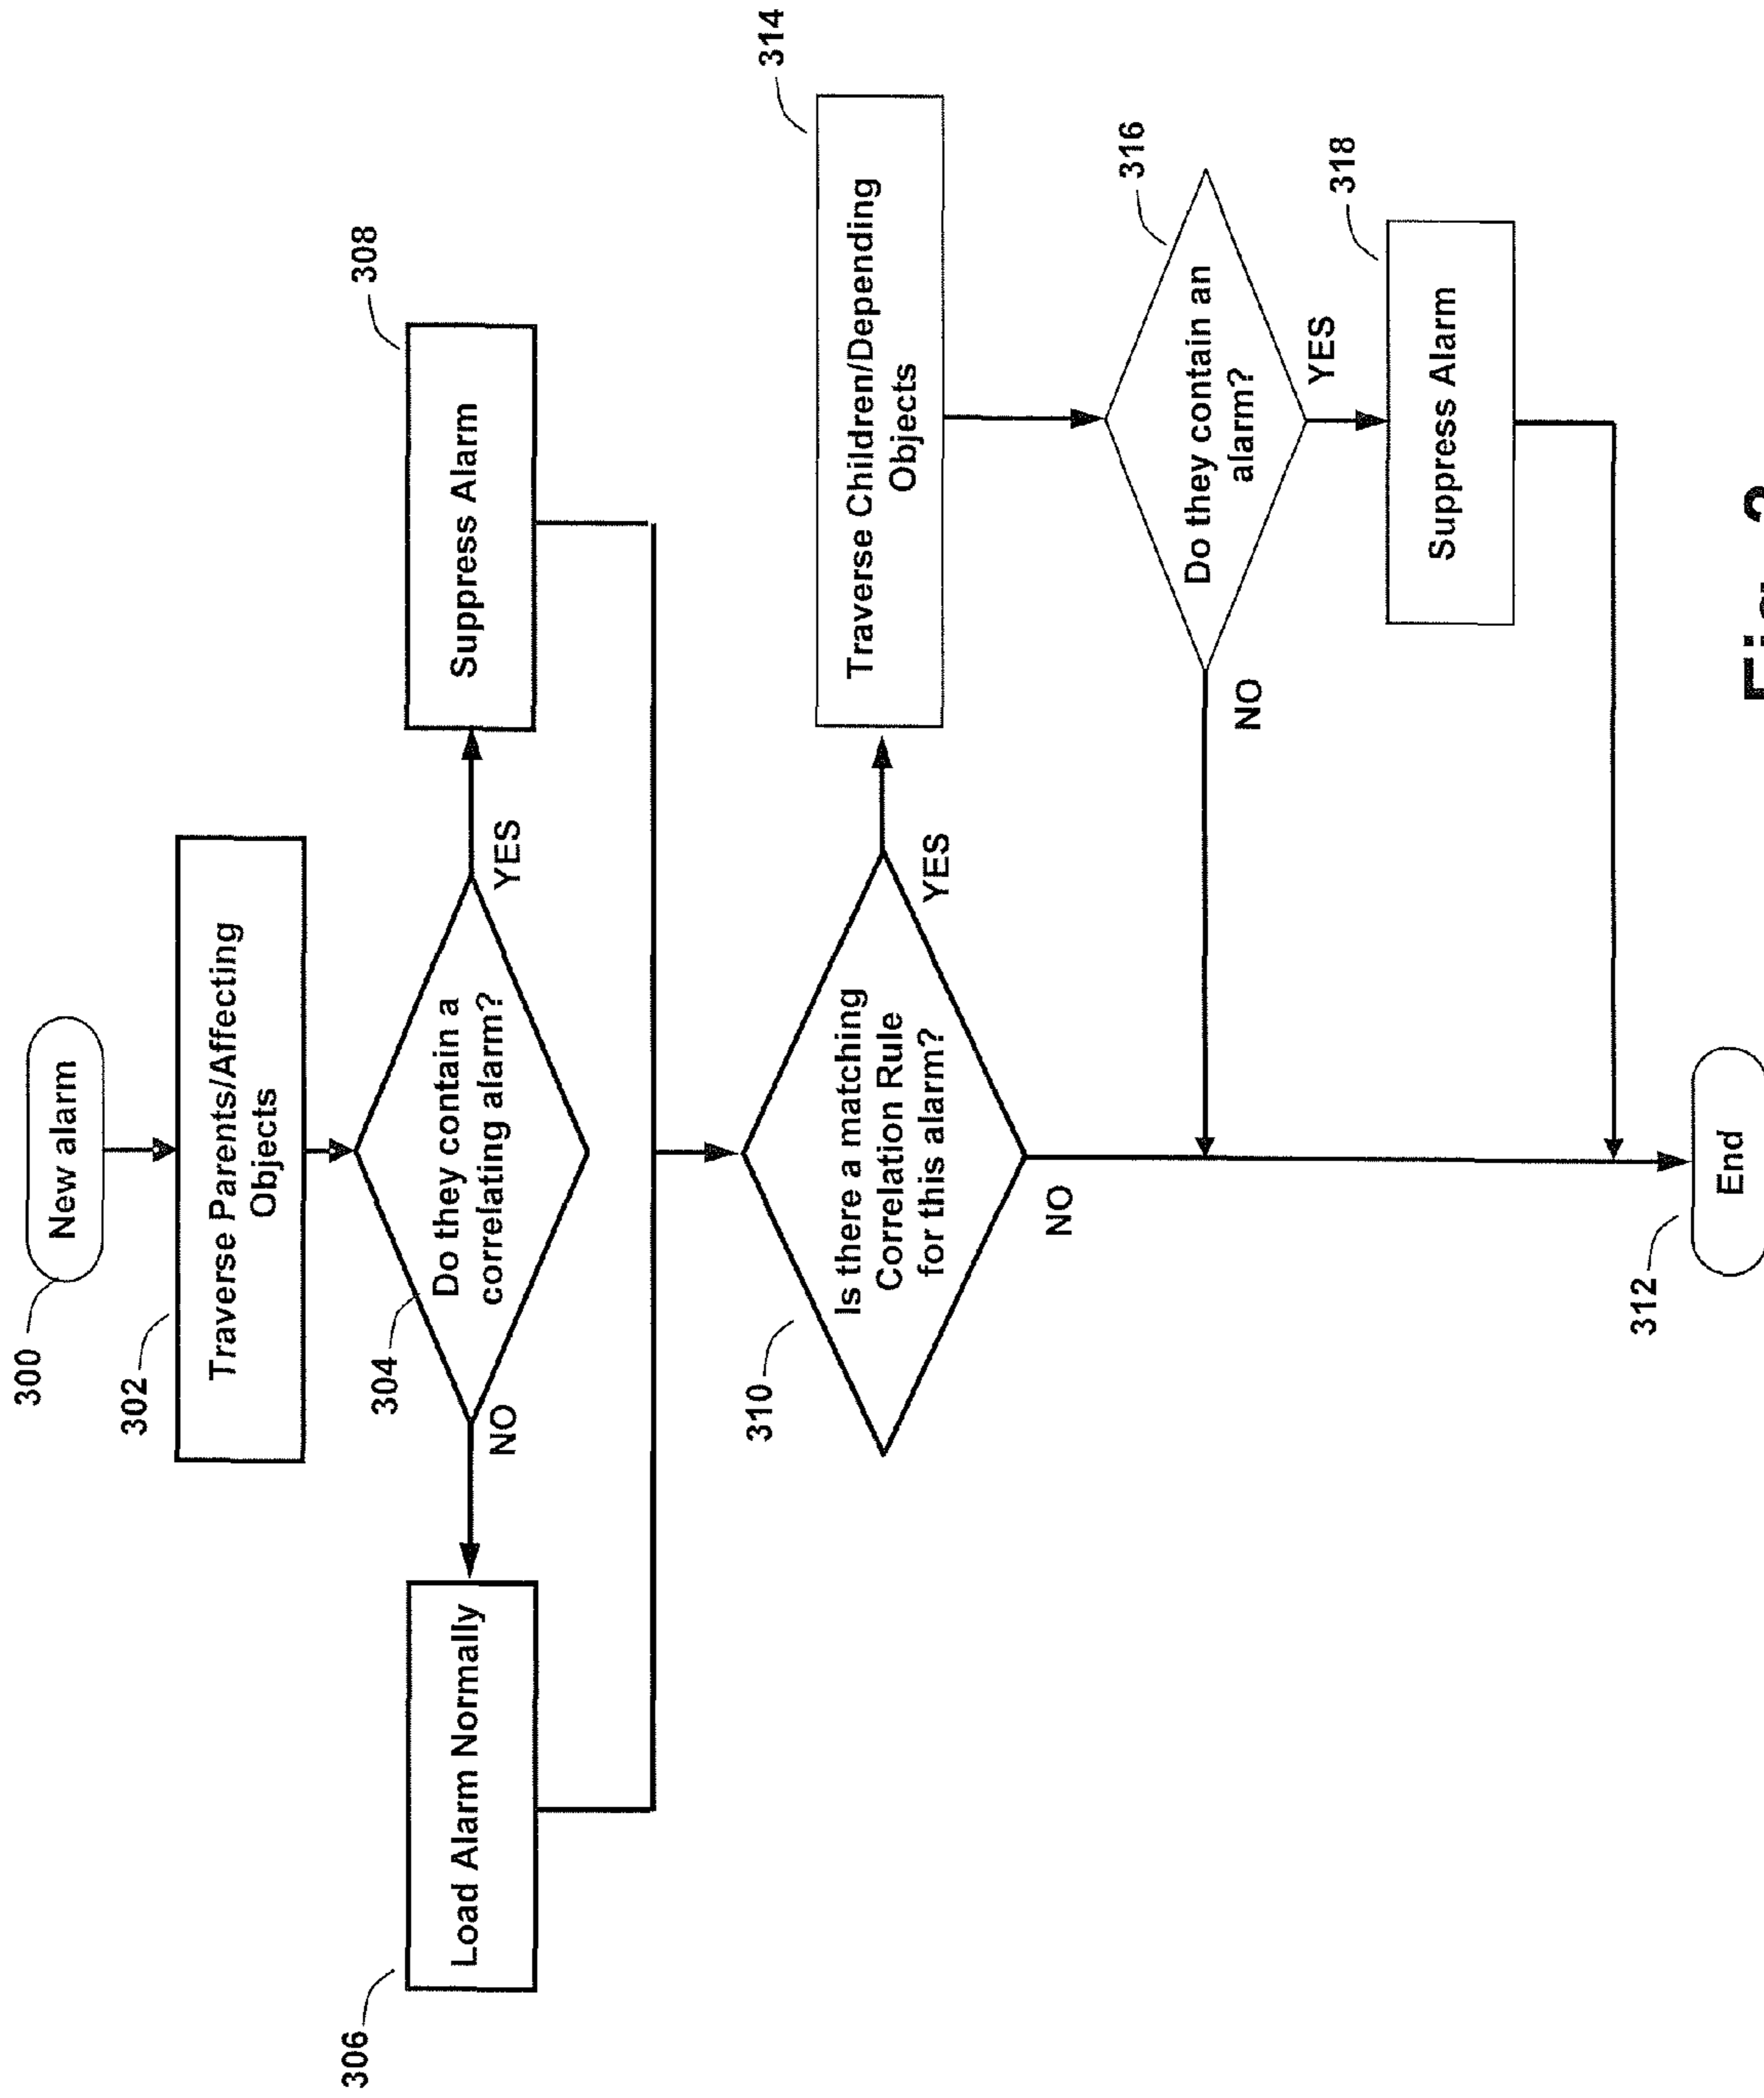 300
New alarm
302
Traverse Parents/Affecting
Objects
304
Do they contain a
correlating alarm?
NO
YES
306
Load Alarm Normally
308
Suppress Alarm
310
Is there a matching
Correlation Rule
for this alarm?
YES
NO
314
Traverse Children/Depending
Objects
316
Do they contain an
alarm?
NO
YES
318
Suppress Alarm
312
End